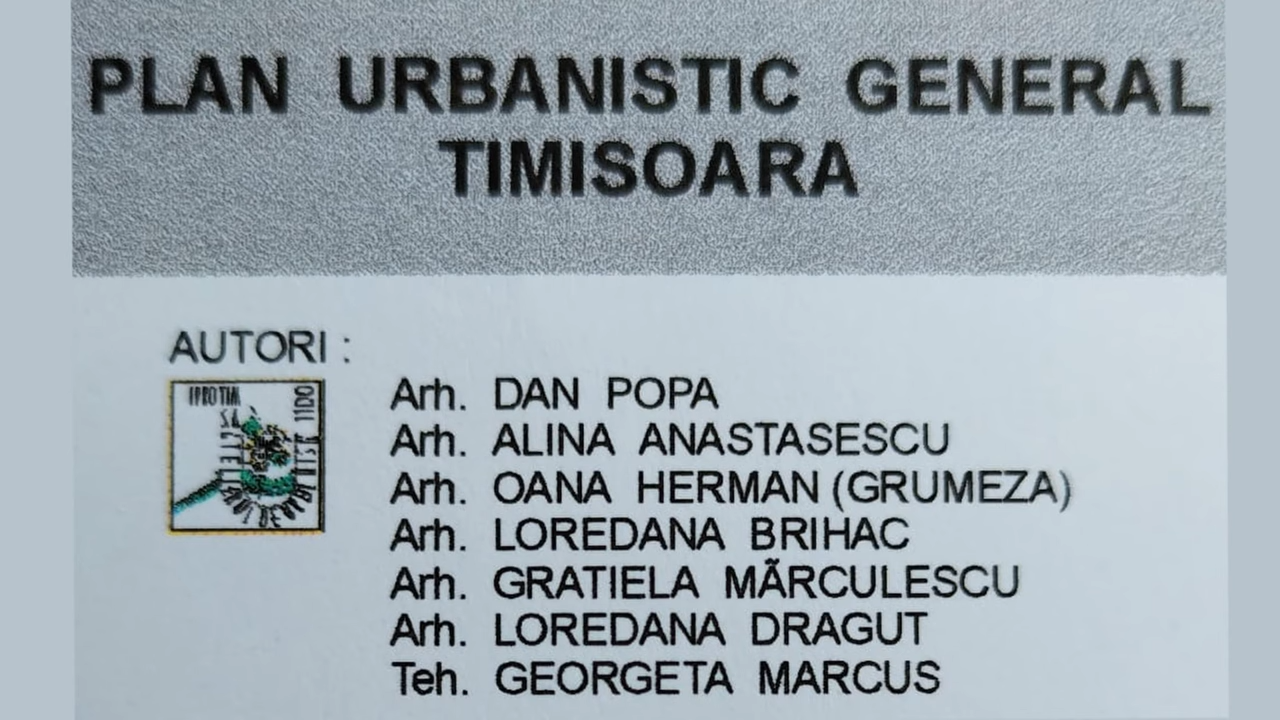 PLAN URBANISTIC GENERAL
TIMISOARA
AUTORI :
IPROTIM
Arh. DAN POPA
Arh. ALINA ANASTASESCU
Arh. OANA HERMAN (GRUMEZA)
Arh. LOREDANA BRIHAC
Arh. GRATIELA MÃRCULESCU
Arh. LOREDANA DRAGUT
Teh. GEORGETA MARCUS